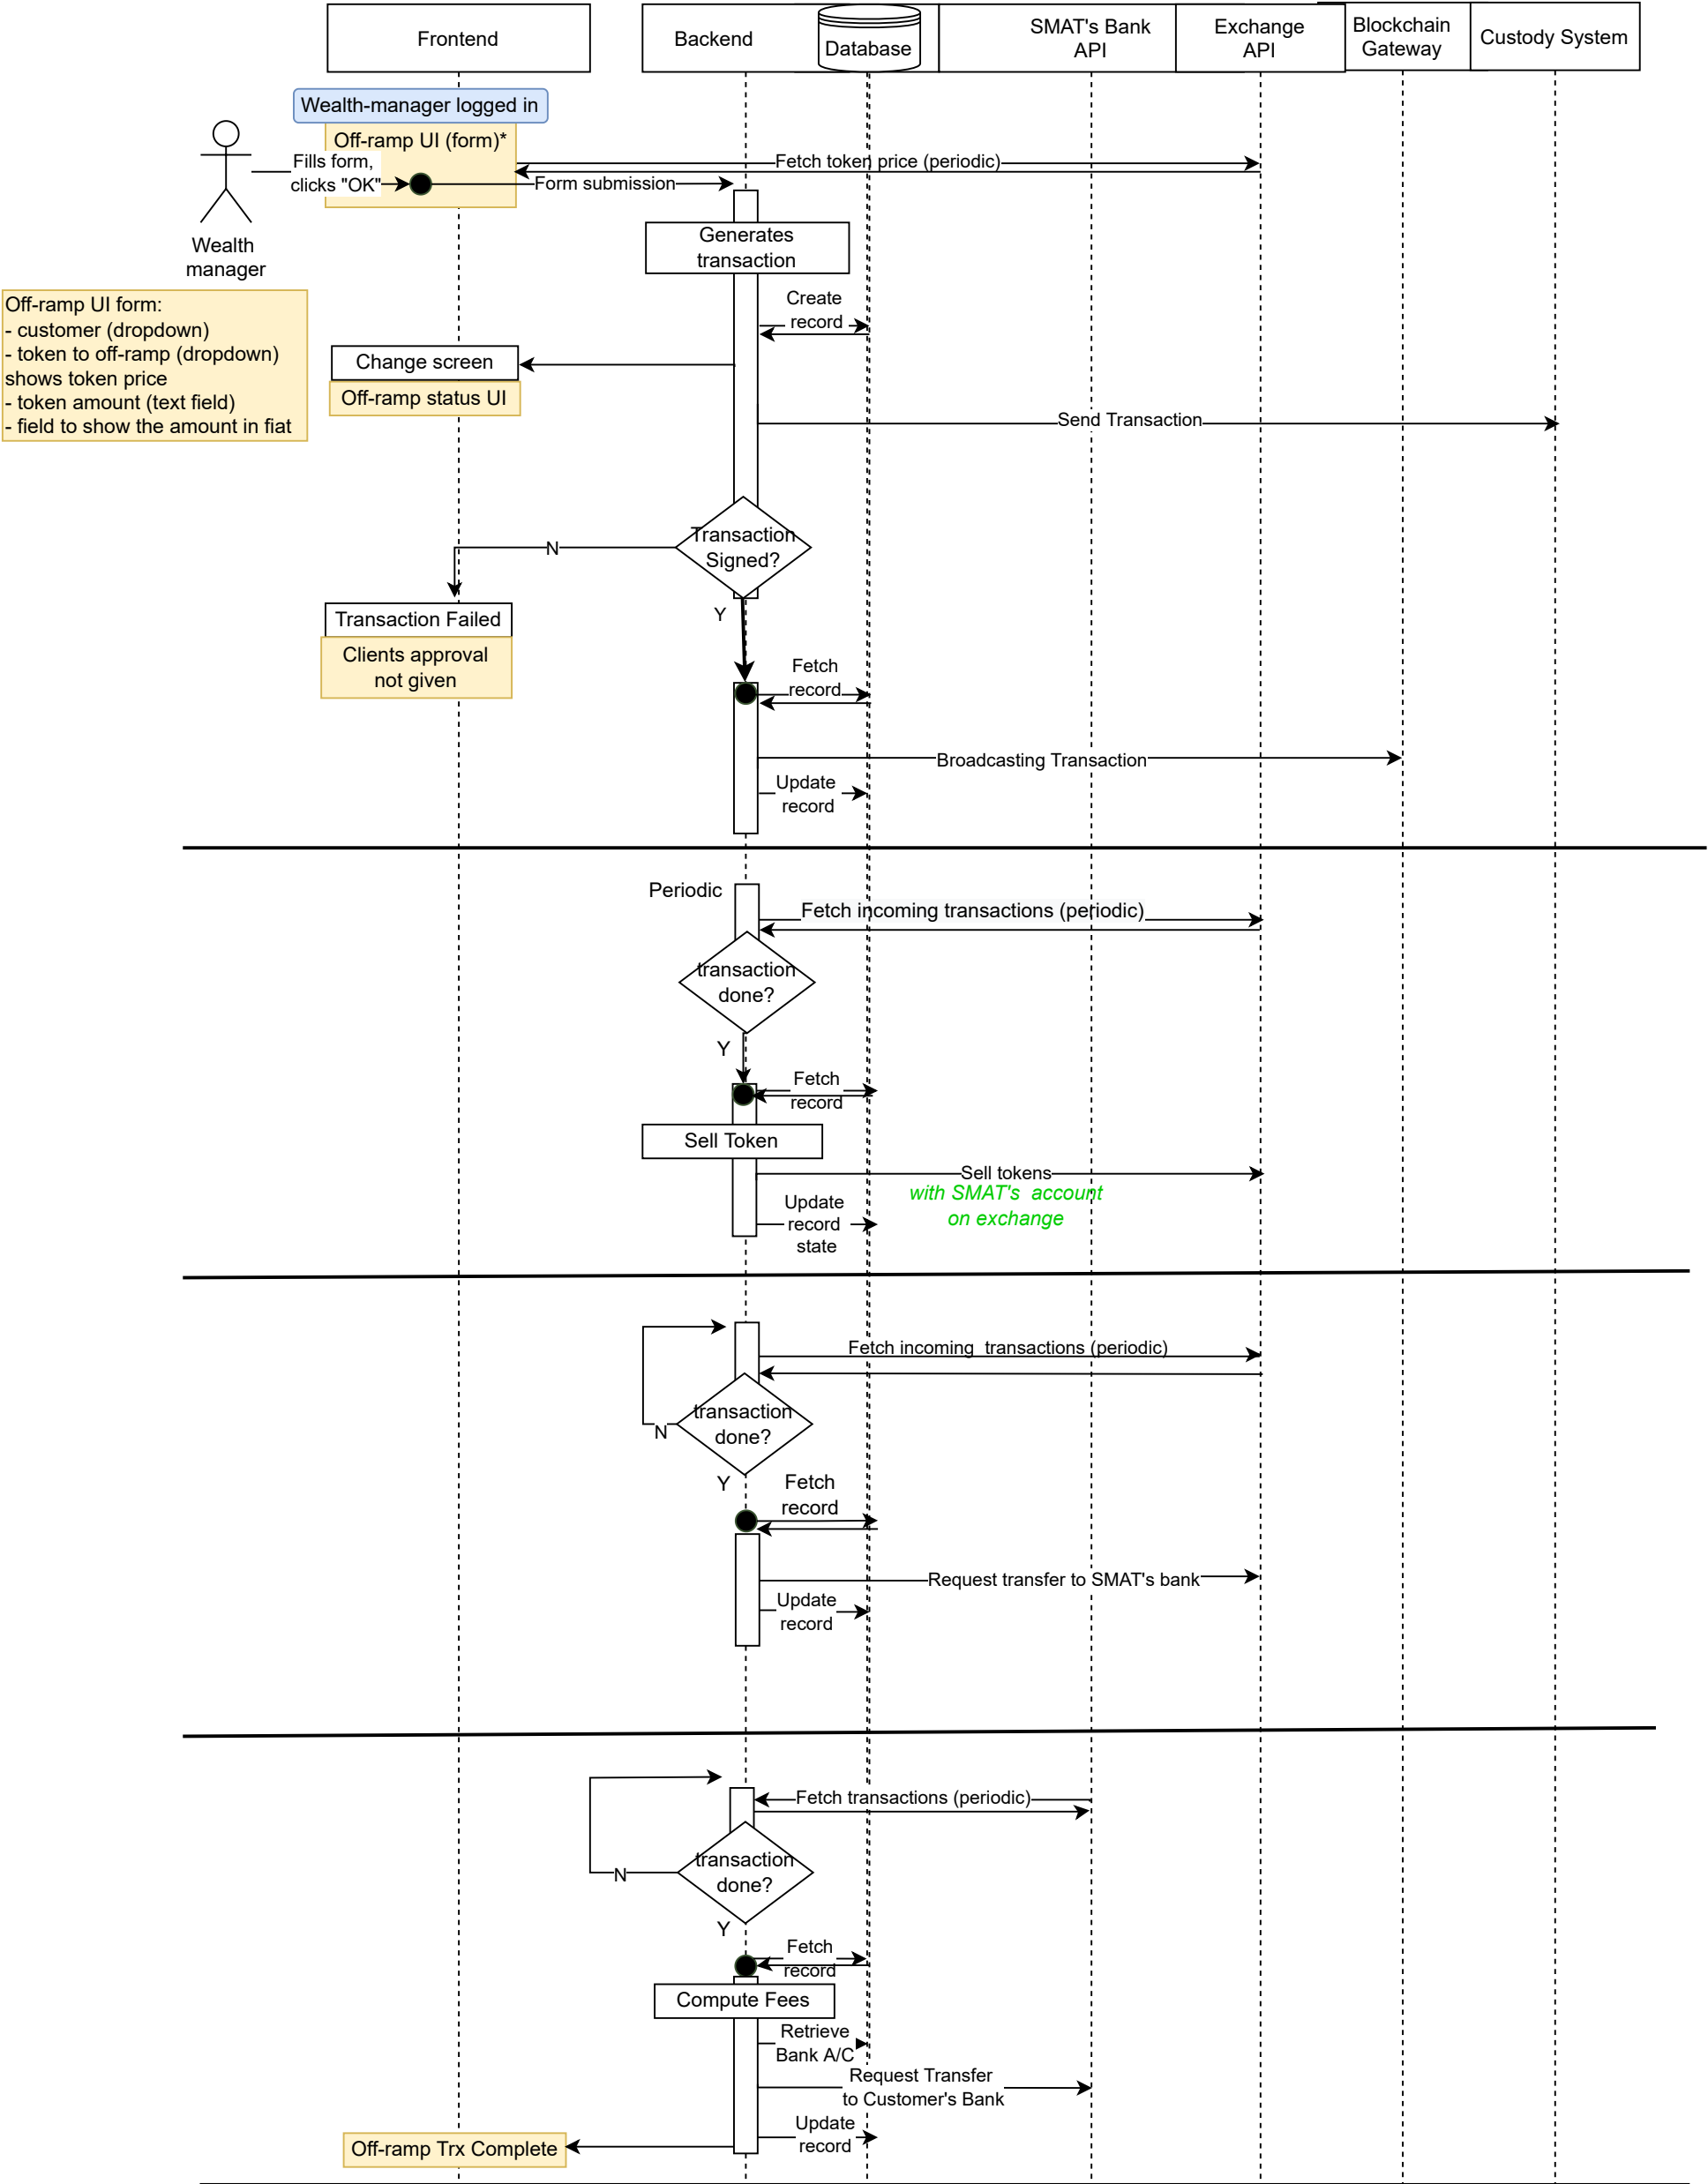 Frontend
Backend
Database
SMAT's Bank
API
Exchange
API
Blockchain
Gateway
Custody System
Wealth-manager logged in
Off-ramp UI (form)*
Fills form,
clicks "OK"
Fetch token price (periodic)
Form submission
Wealth
manager
Generates
transaction
Off-ramp UI form:
- customer (dropdown)
- token to off-ramp (dropdown)
shows token price
- token amount (text field)
- field to show the amount in fiat
Create
record
Change screen
Off-ramp status UI
Send Transaction
Transaction
Signed?
N
Y
Transaction Failed
Clients approval
not given
Fetch
record
Broadcasting Transaction
Update
record
Periodic
Fetch incoming transactions (periodic)
transaction
done?
Y
Fetch
record
Sell Token
Sell tokens
with SMAT's  account
on exchange
Update
record
state
Fetch incoming  transactions (periodic)
transaction
done?
N
Y
Fetch
record
Request transfer to SMAT's bank
Update
record
Fetch transactions (periodic)
transaction
done?
N
Y
Fetch
record
Compute Fees
Retrieve
Bank A/C
Request Transfer
to Customer's Bank
Update
record
Off-ramp Trx Complete